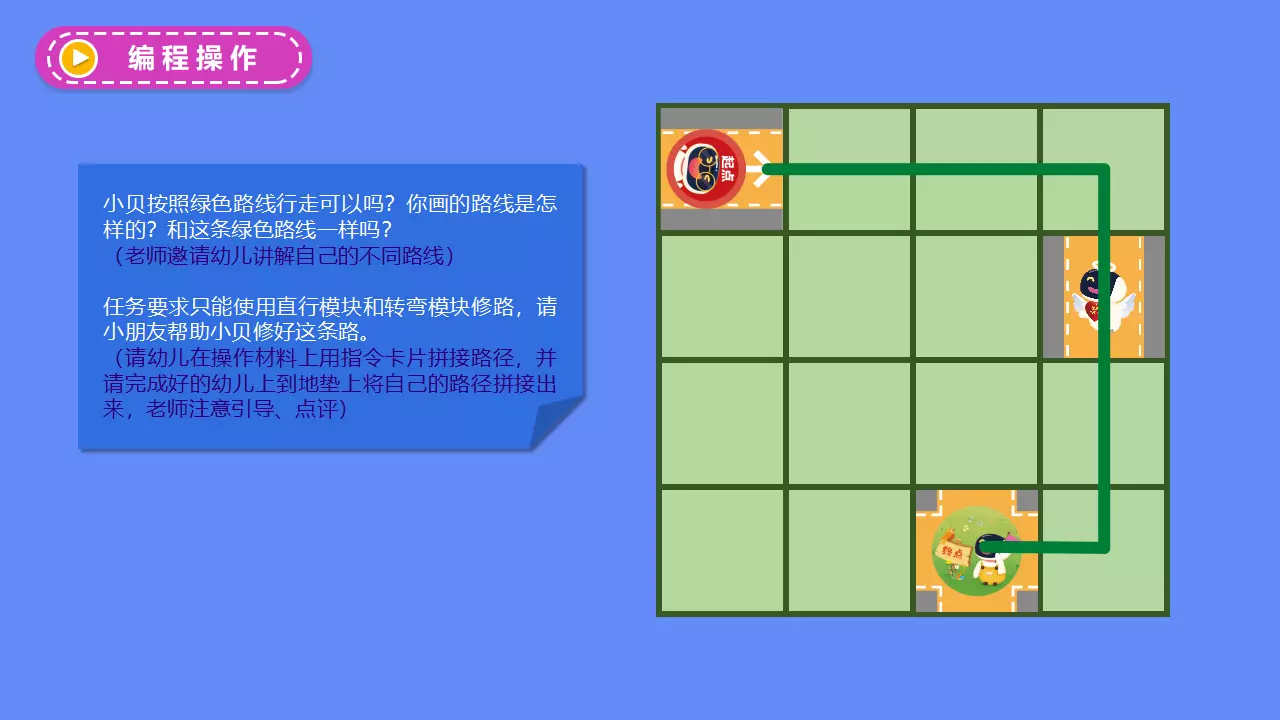 编程操作
小贝按照绿色路线行走可以吗？你画的路线是怎
样的？和这条绿色路线一样吗？
（老师邀请幼儿讲解自己的不同路线）
任务要求只能使用直行模块和转弯模块修路，请
小朋友帮助小贝修好这条路。
（请幼儿在操作材料上用指令卡片拼接路径，并
请完成好的幼儿上到地垫上将自己的路径拼接出
来，老师注意引导、点评）
起点
终点